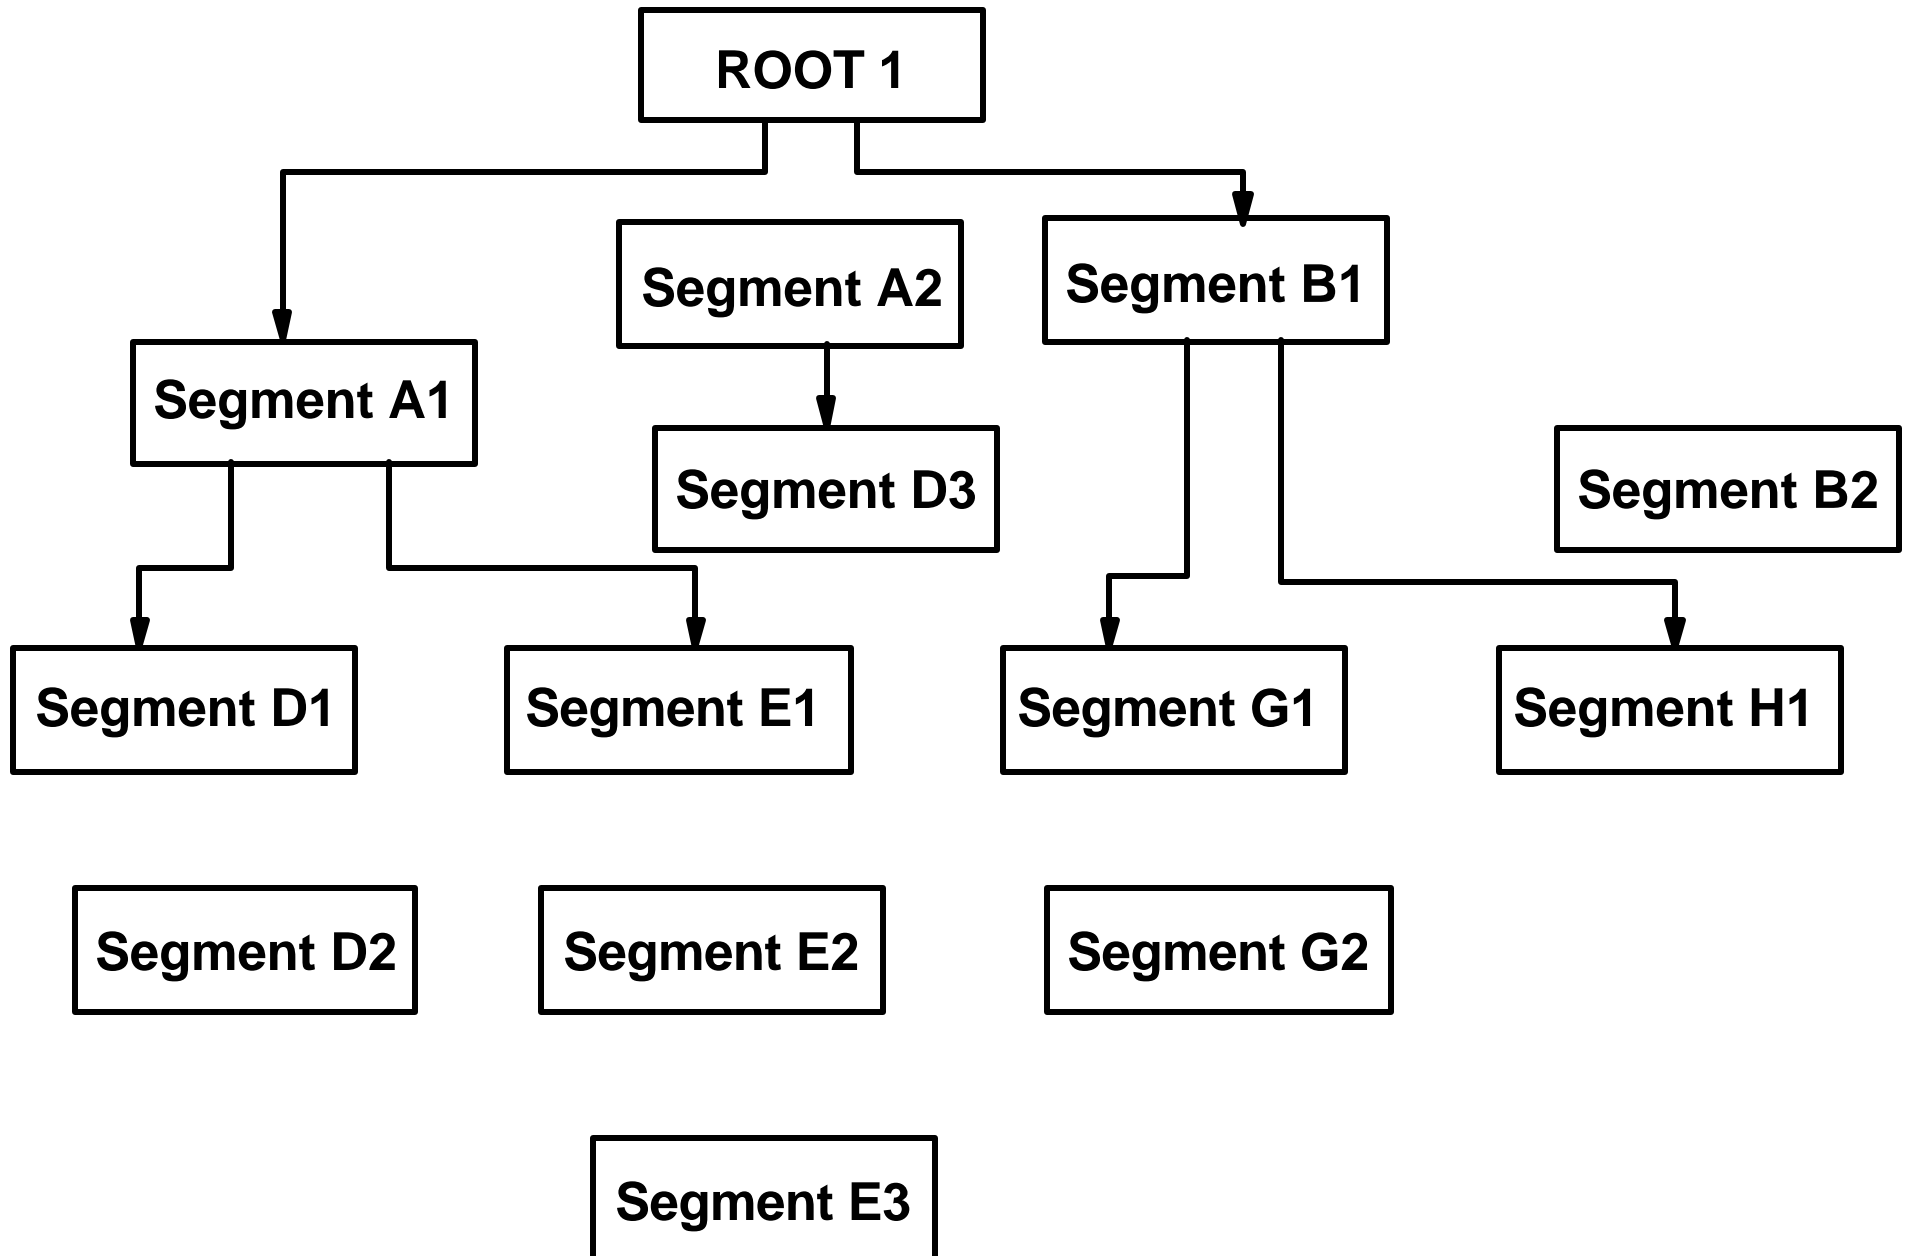 ROOT 1
Segment A2
Segment B1
Segment A1
Segment D3
Segment B2
Segment D1
Segment E1
Segment G1
Segment H1
Segment D2
Segment E2
Segment G2
Segment E3